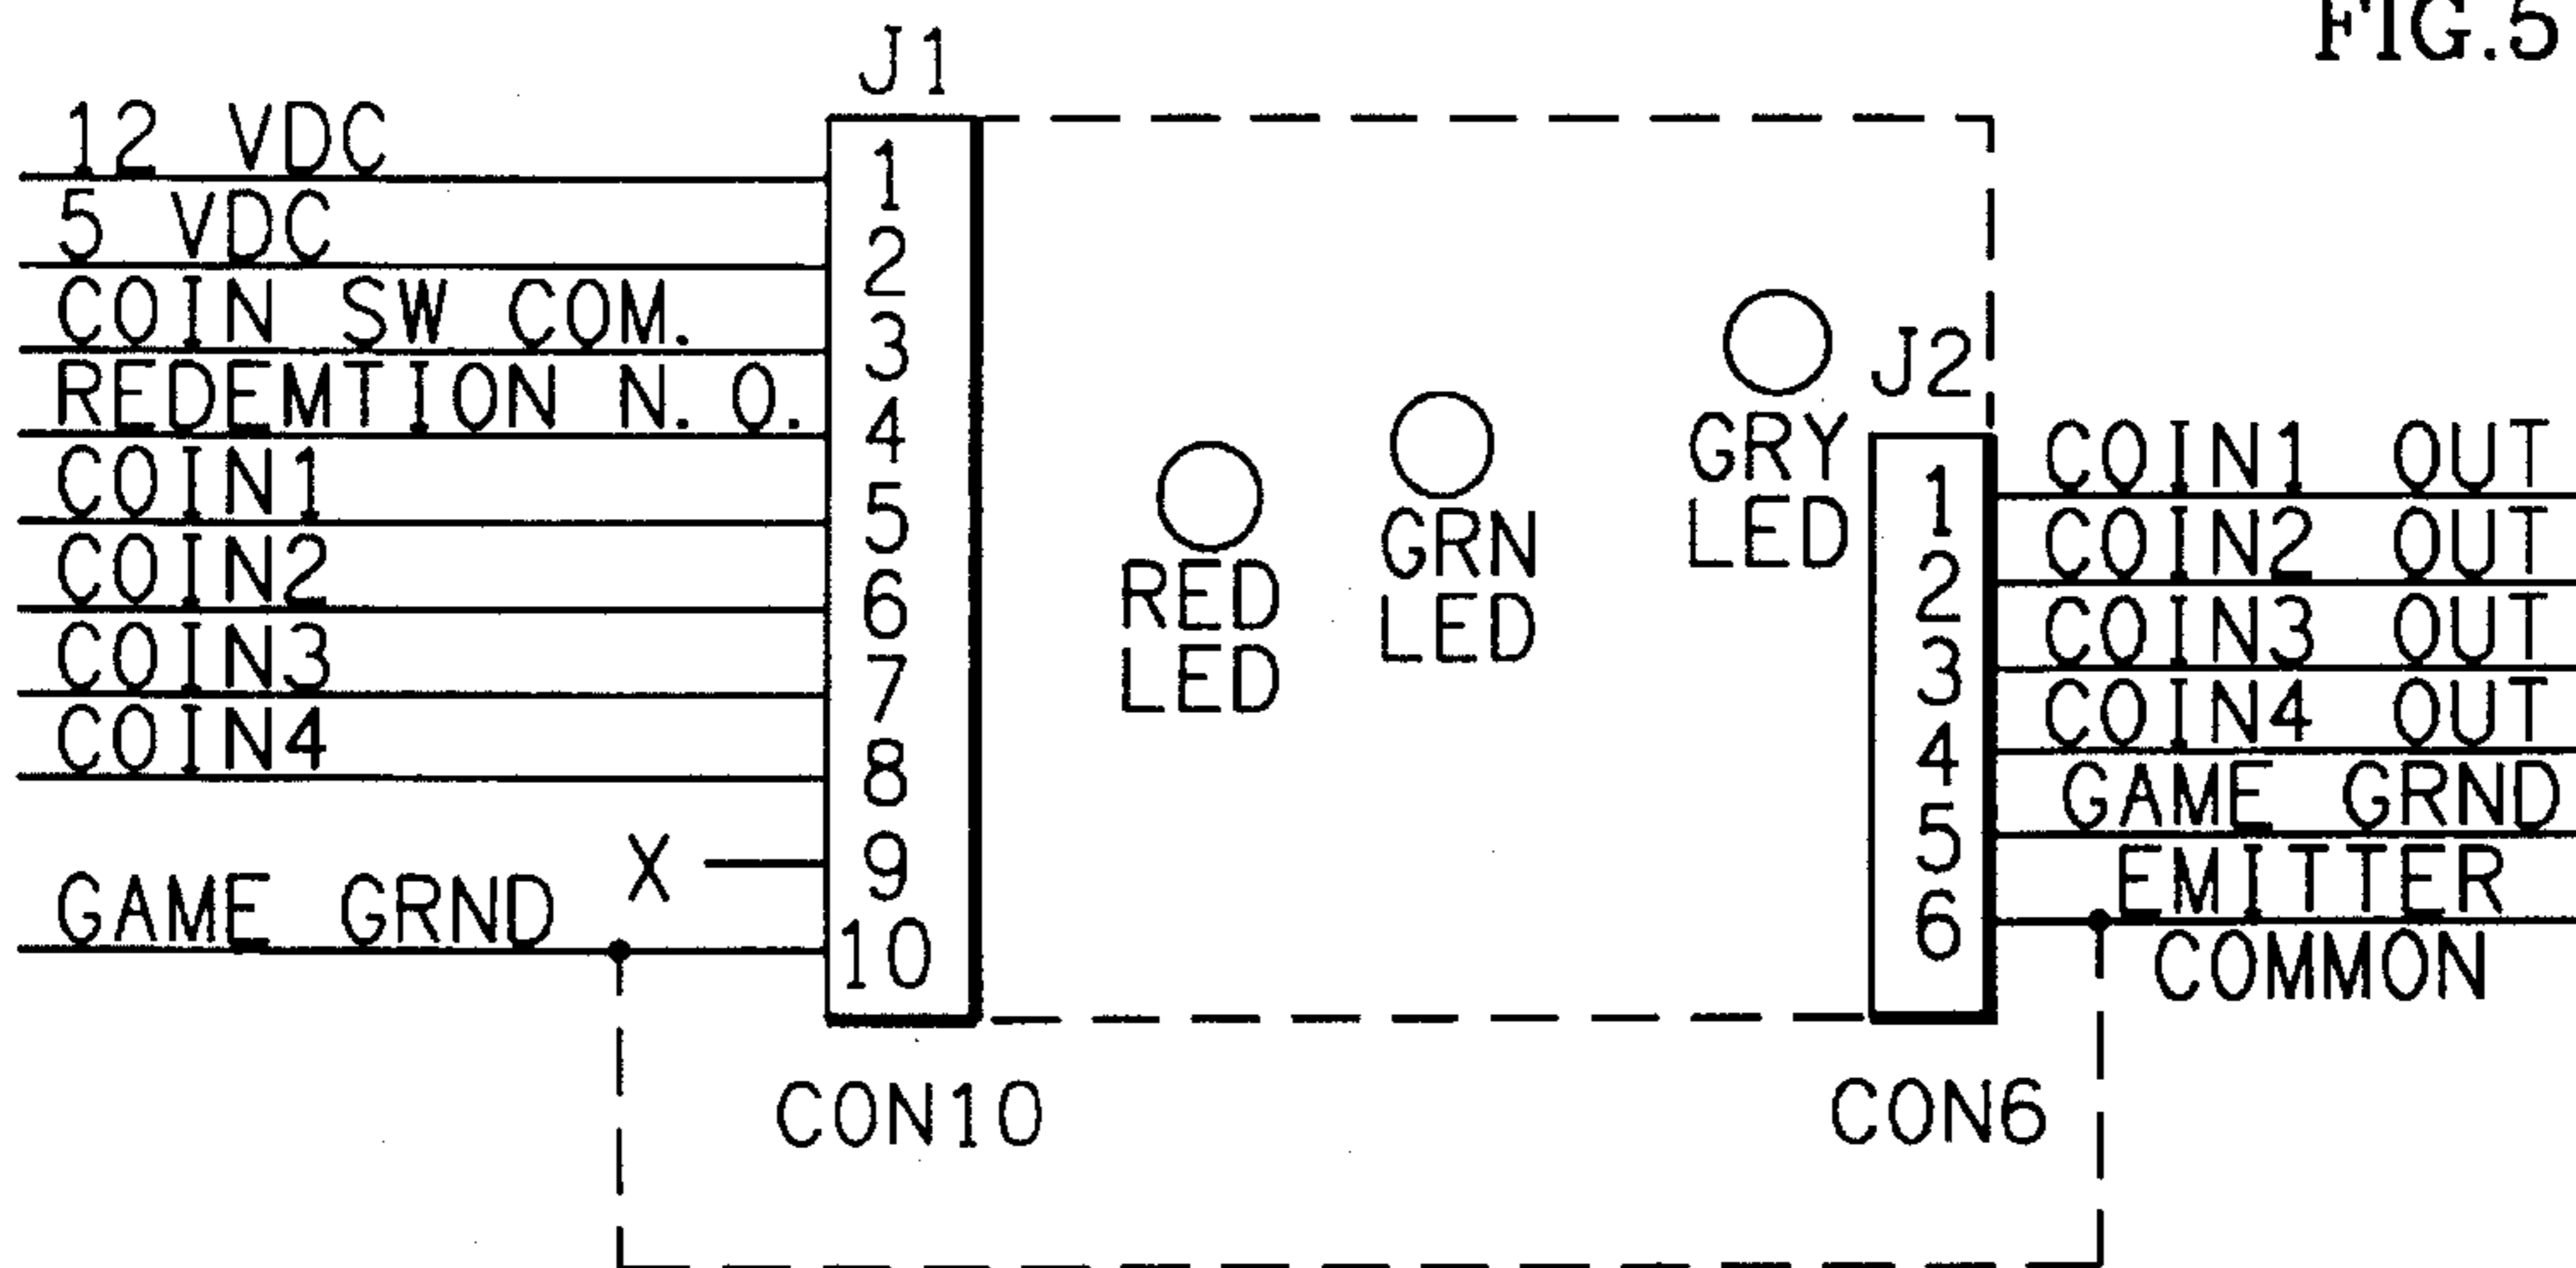 FIG.5
J1
12 VDC
5 VDC
COIN SW COM.
REDEMTION N.O.
COIN1
COIN2
COIN3
COIN4
X
GAME GRND
1
2
3
4
5
6
7
8
9
10
CON10
RED
LED
GRN
LED
GRY
LED
J2
1
2
3
4
5
6
CON6
COIN1 OUT
COIN2 OUT
COIN3 OUT
COIN4 OUT
GAME GRND
EMITTER
COMMON